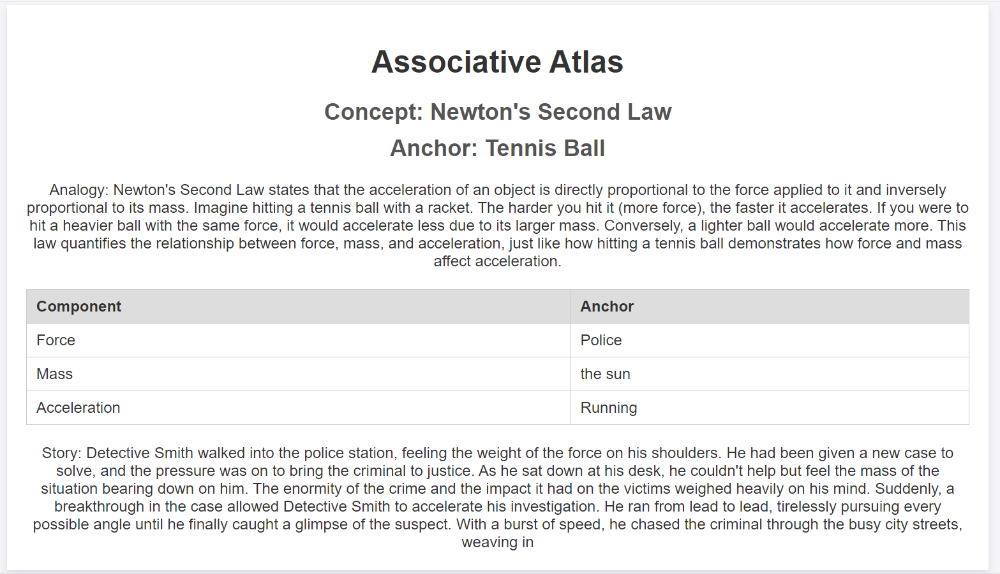 Associative Atlas
Concept: Newton's Second Law
Anchor: Tennis Ball
Analogy: Newton's Second Law states that the acceleration of an object is directly proportional to the force applied to it and inversely
proportional to its mass. Imagine hitting a tennis ball with a racket. The harder you hit it (more force), the faster it accelerates. If you were to
hit a heavier ball with the same force, it would accelerate less due to its larger mass. Conversely, a lighter ball would accelerate more. This
law quantifies the relationship between force, mass, and acceleration, just like how hitting a tennis ball demonstrates how force and mass
affect acceleration.
Component Anchor
Force Police
Mass the sun
Acceleration Running
Story: Detective Smith walked into the police station, feeling the weight of the force on his shoulders. He had been given a new case to
solve, and the pressure was on to bring the criminal to justice. As he sat down at his desk, he couldn't help but feel the mass of the
situation bearing down on him. The enormity of the crime and the impact it had on the victims weighed heavily on his mind. Suddenly, a
breakthrough in the case allowed Detective Smith to accelerate his investigation. He ran from lead to lead, tirelessly pursuing every
possible angle until he finally caught a glimpse of the suspect. With a burst of speed, he chased the criminal through the busy city streets,
weaving in